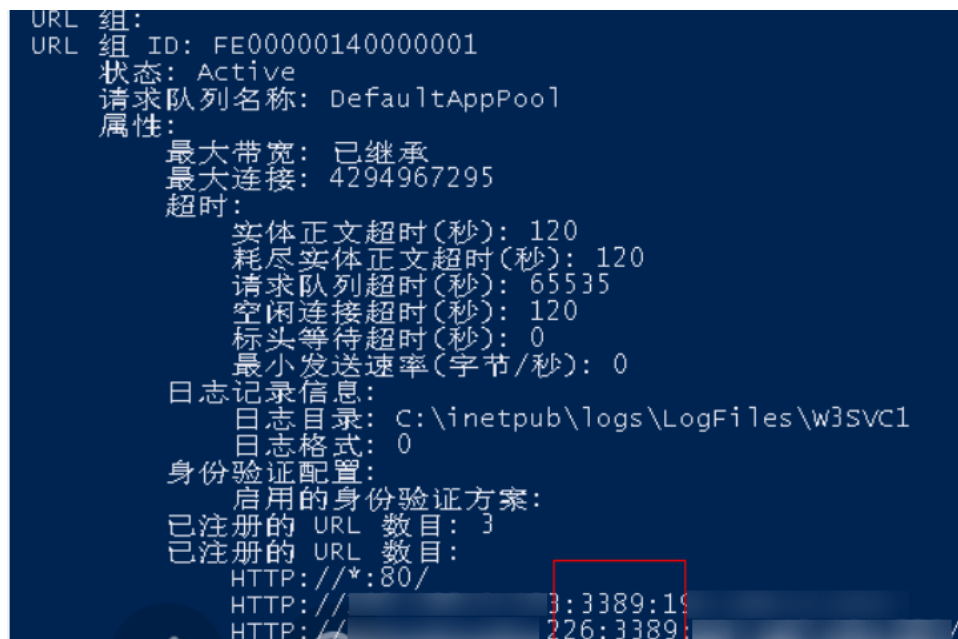 URL 组:
URL 组 ID: FE00000140000001
状态: Active
请求队列名称: DefaultAppPool
属性:
最大带宽: 已继承
最大连接: 4294967295
超时:
实体正文超时(秒): 120
耗尽实体正文超时(秒): 120
请求队列超时(秒): 65535
空闲连接超时(秒): 120
标头等待超时(秒): 0
最小发送速率(字节/秒): 0
日志记录信息:
日志目录: C:\inetpub\logs\LogFiles\W3SVC1
日志格式: 0
身份验证配置:
启用的身份验证方案:
已注册的 URL 数目: 3
已注册的 URL 数目:
HTTP://*:80/
HTTP:// 3:3389:19
HTTP:// 226:3389: /